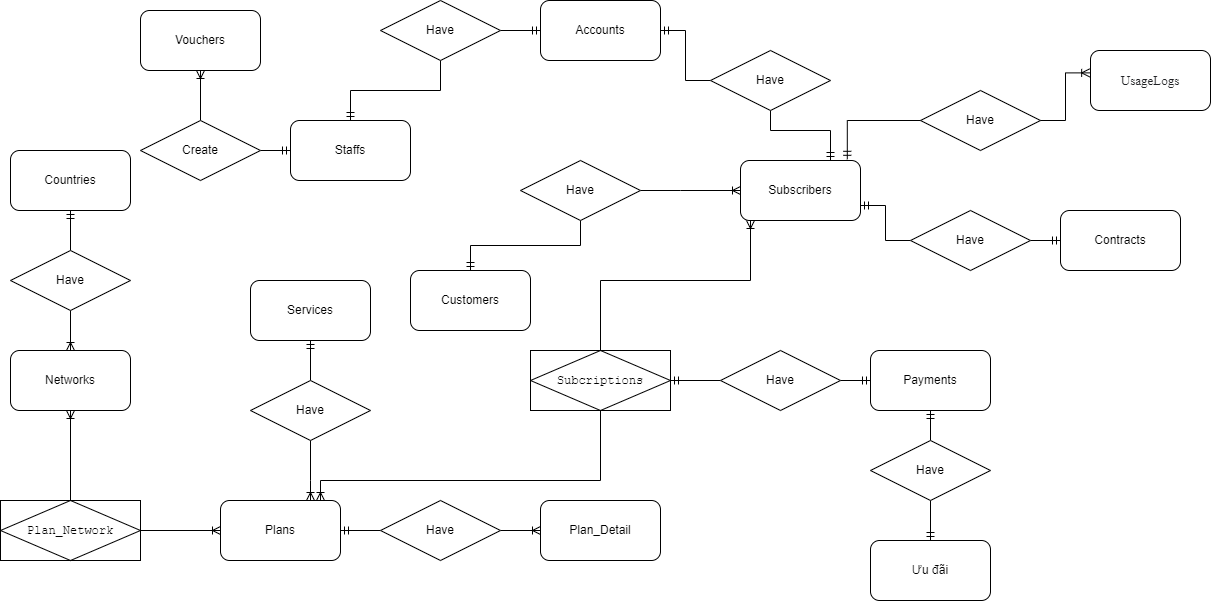 Vouchers
Have
Accounts
Have
UsageLogs
Create
Staffs
Have
Countries
Have
Subscribers
Have
Contracts
Have
Services
Customers
Networks
Have
Subcriptions
Have
Payments
Have
Plan_Network
Plans
Have
Plan_Detail
Ưu đãi